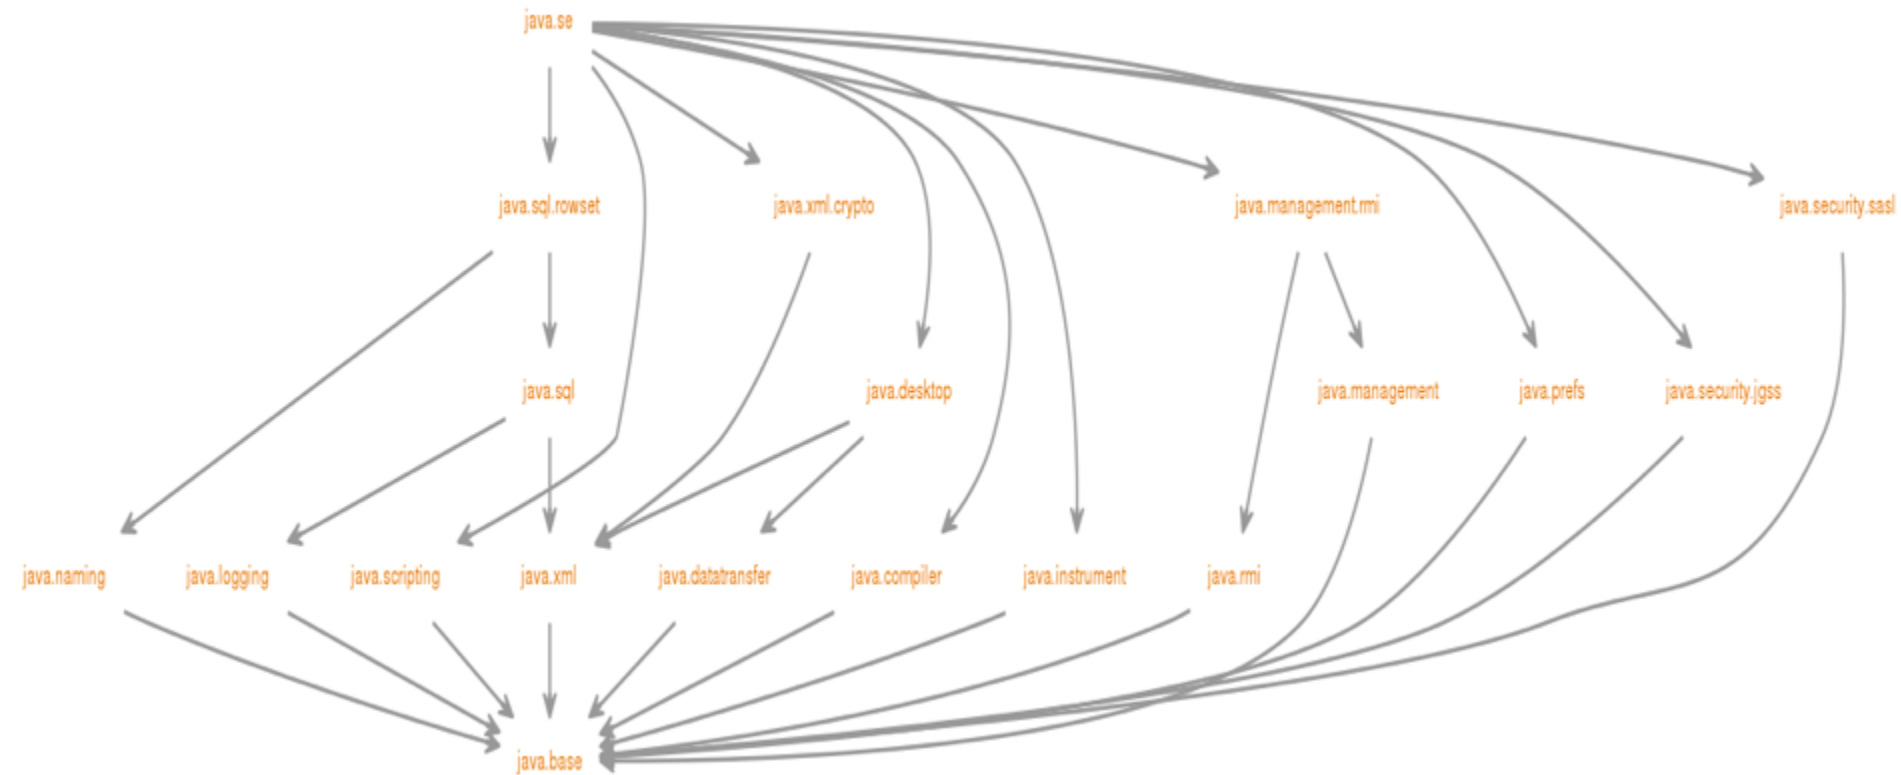 java.se
java.sql.rowset
java.xml.crypto
java.management.rmi
java.security.sasl
java.sql
java.desktop
java.management
java.prefs
java.security.jgss
java.naming
java.logging
java.scripting
java.xml
java.datatransfer
java.compiler
java.instrument
java.rmi
java.base